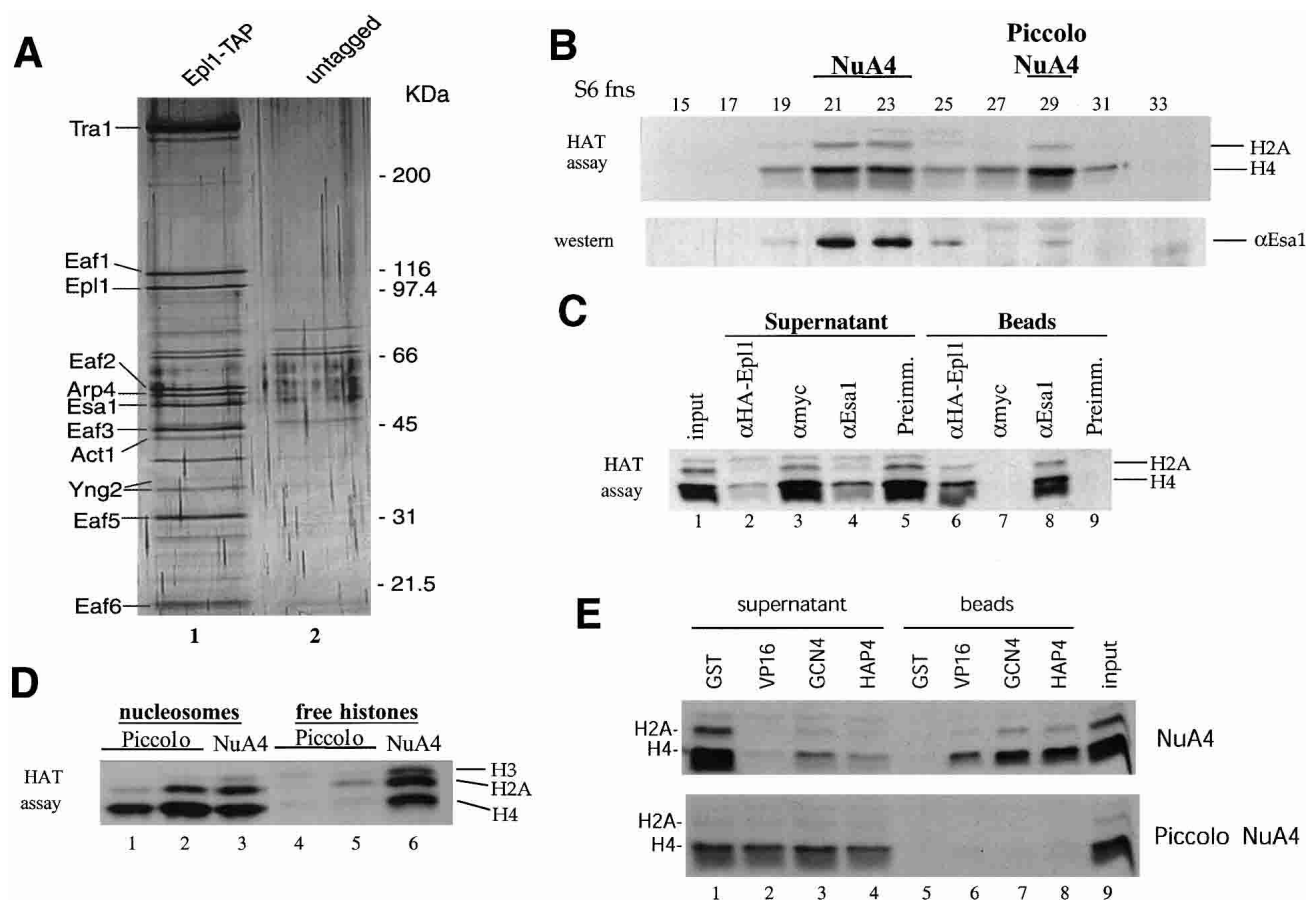 A
Epl1-TAP
untagged
KDa
Tra1
- 200
Eaf1
Epl1
- 116
- 97.4
Eaf2
- 66
Arp4
Esa1
Eaf3
- 45
Act1
Yng2
Eaf5
- 31
- 21.5
Eaf6
1 2
B
NuA4
Piccolo
NuA4
S6 fns 15 17 19 21 23 25 27 29 31 33
HAT
assay
H2A
H4
western
αEsa1
C
Supernatant Beads
input αHA-Epl1 αmyc αEsa1 Preimm. αHA-Epl1 αmyc αEsa1 Preimm.
HAT
assay
H2A
H4
1 2 3 4 5 6 7 8 9
D
nucleosomes free histones
Piccolo NuA4 Piccolo NuA4
HAT
assay
H3
H2A
H4
1 2 3 4 5 6
E
supernatant beads
GST VP16 GCN4 HAP4 GST VP16 GCN4 HAP4 input
H2A-
H4-
NuA4
H2A-
H4-
Piccolo NuA4
1 2 3 4 5 6 7 8 9